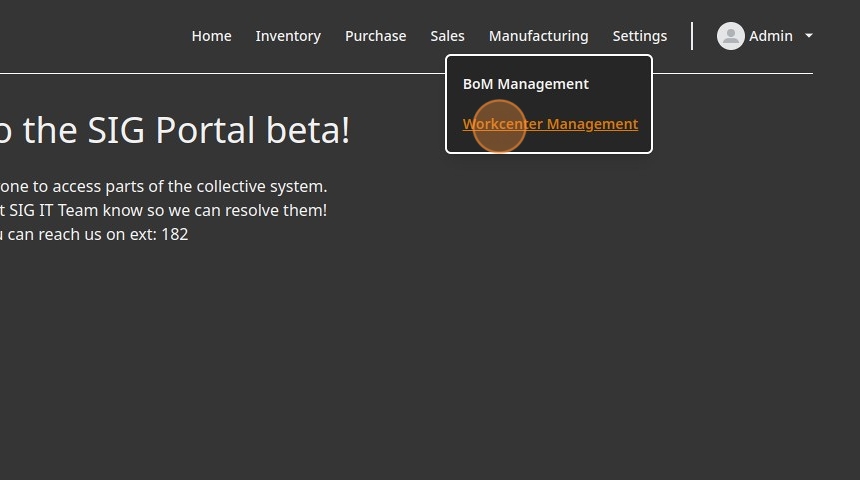 Home Inventory Purchase Sales Manufacturing Settings Admin
BoM Management
Workcenter Management
o the SIG Portal beta!
one to access parts of the collective system.
t SIG IT Team know so we can resolve them!
u can reach us on ext: 182